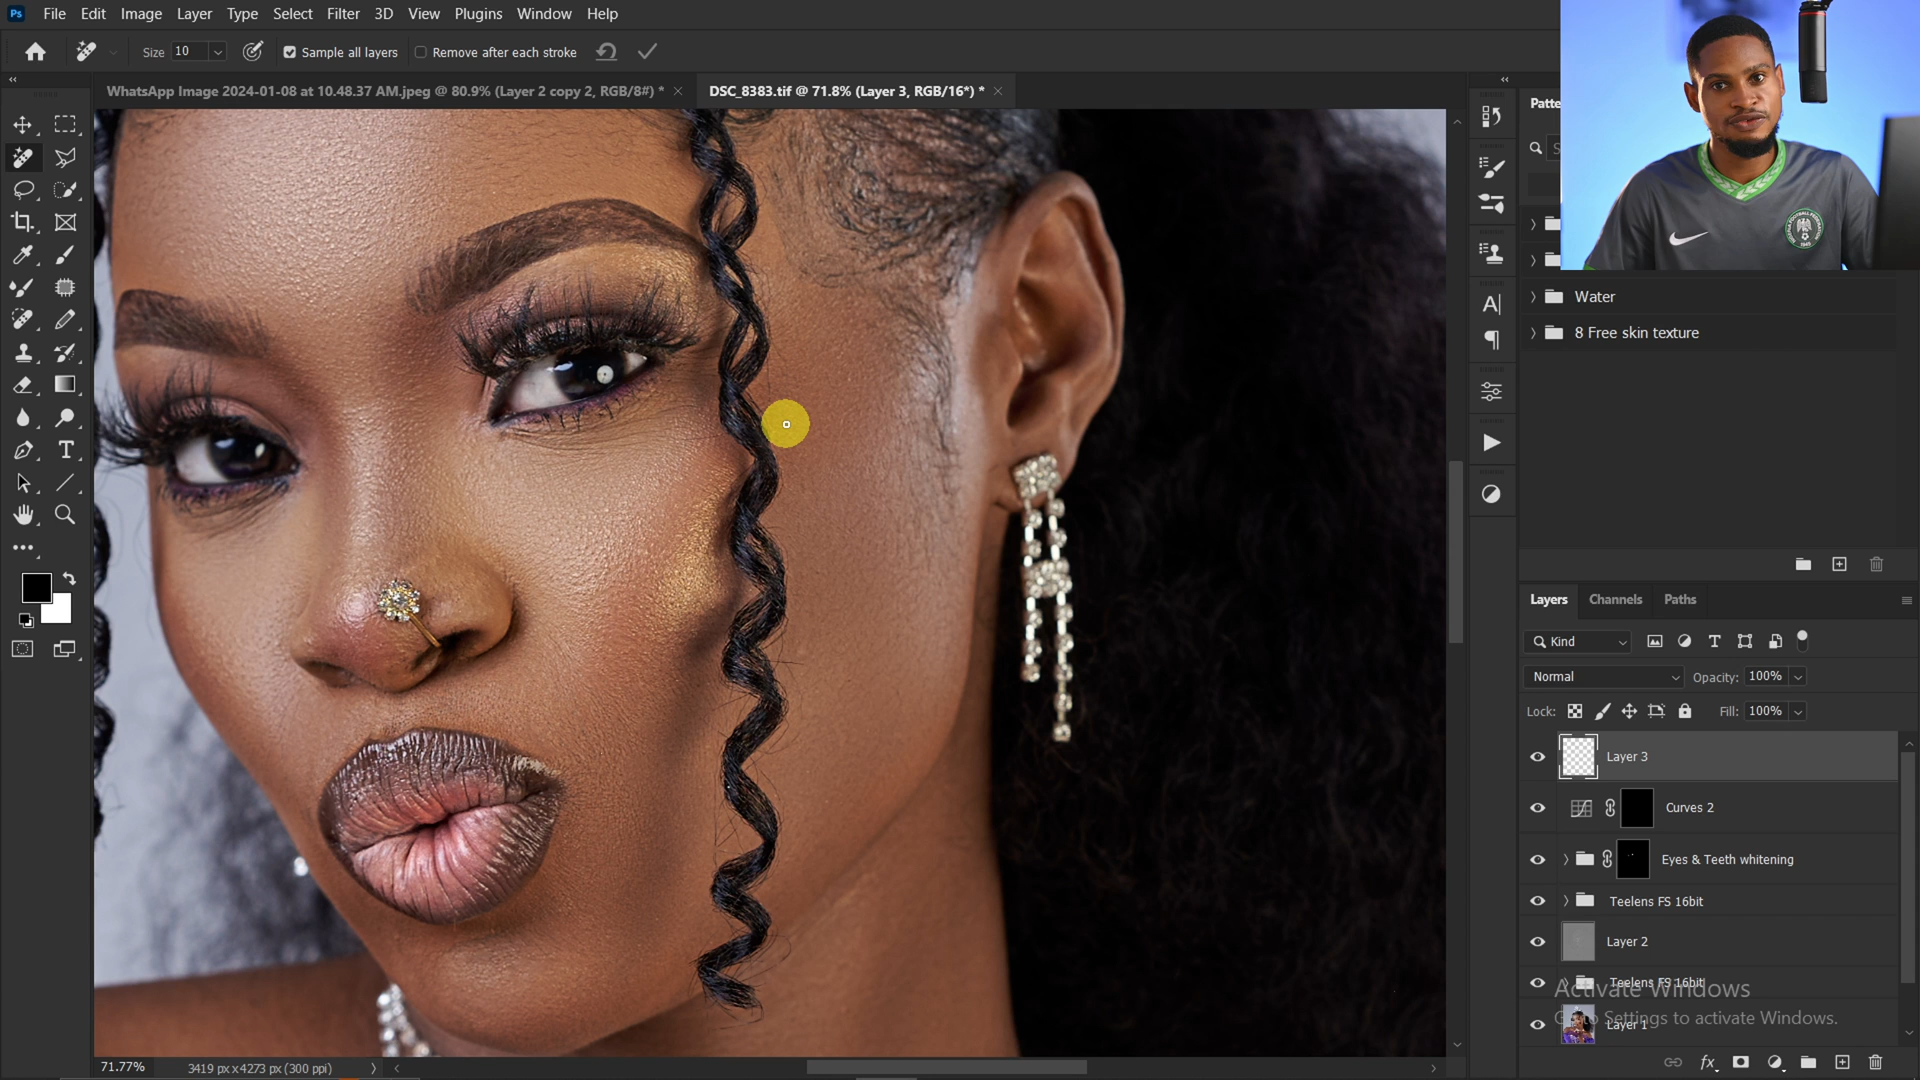 Ps File Edit Image Layer Type Select Filter 3D View Plugins Window Help
Size 10 Sample all layers Remove after each stroke
WhatsApp Image 2024-01-08 at 10.48.37 AM.jpeg @ 80.9% (Layer 2 copy 2, RGB/8#) * × DSC_8383.tif @ 71.8% (Layer 3, RGB/16*) * ×
Patte
Water
8 Free skin texture
Layers Channels Paths
Kind
Normal Opacity: 100%
Lock: Fill: 100%
Layer 3
Curves 2
Eyes & Teeth whitening
Teelens FS 16bit
Layer 2
Teelens FS 16bit
Activate Windows
Settings to activate Windows.
Layer 1
71.77% 3419 px x 4273 px (300 ppi)
fx